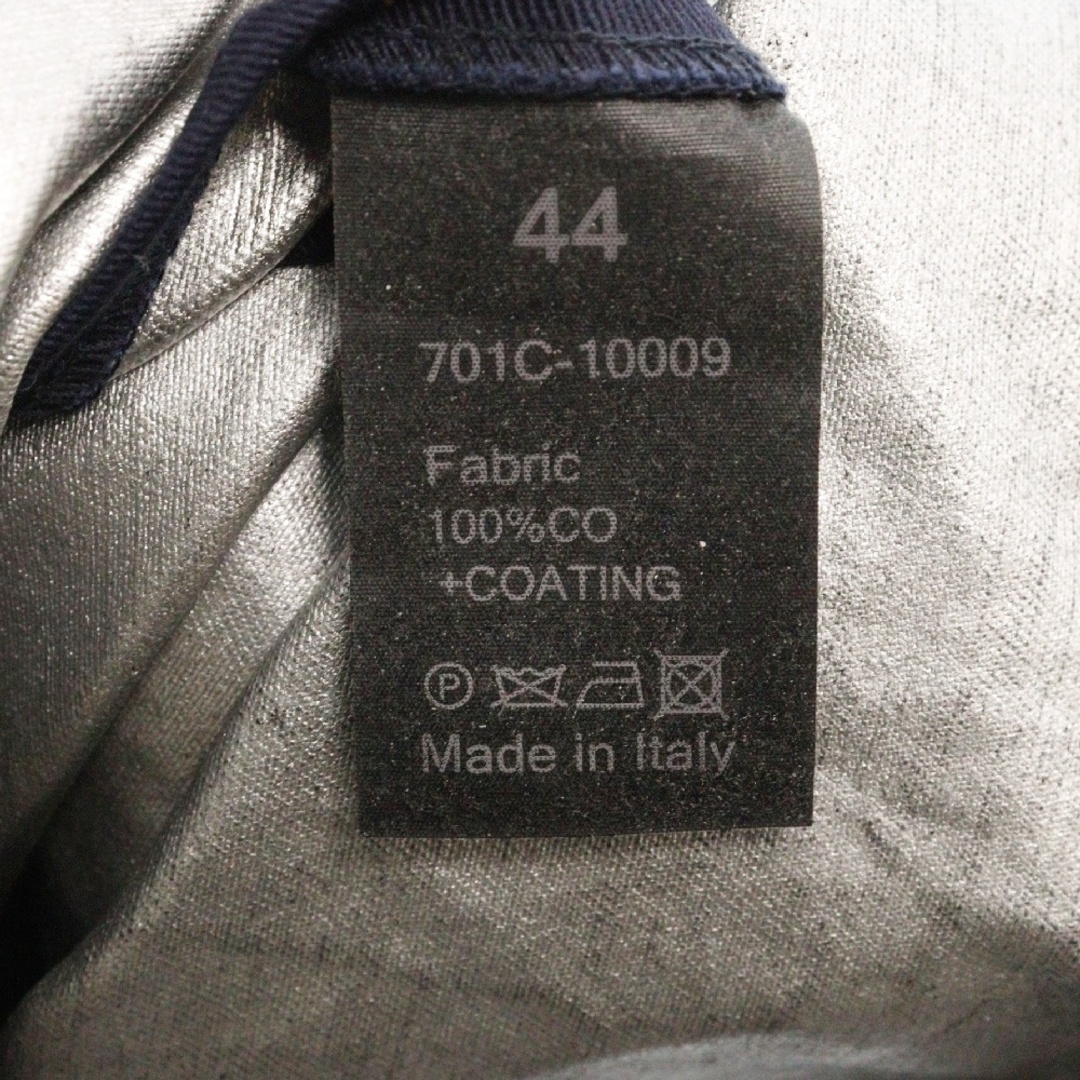 44
701C-10009
Fabric
100%CO
+COATING
P
Made in Italy